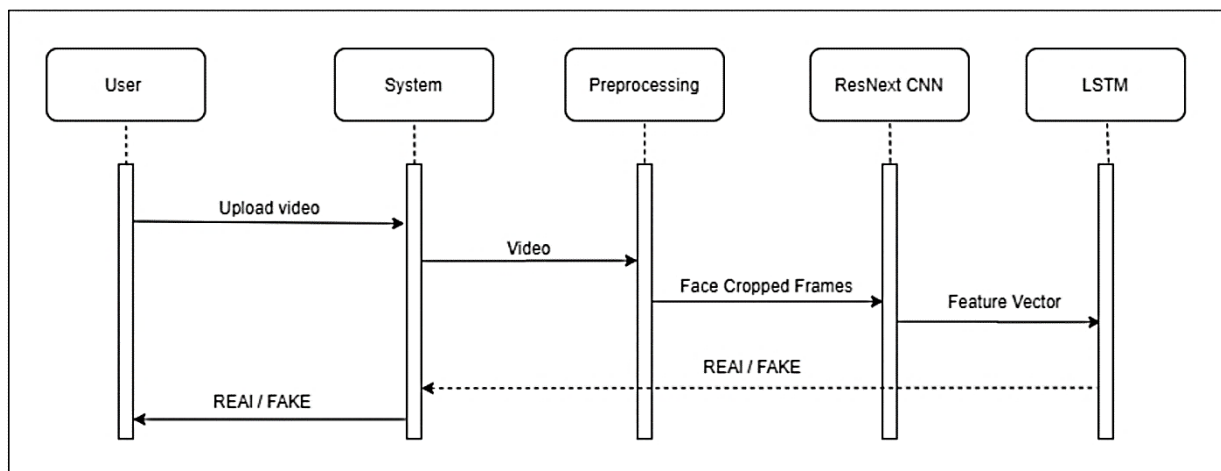 User
System
Preprocessing
ResNext CNN
LSTM
Upload video
Video
Face Cropped Frames
Feature Vector
REAI / FAKE
REAI / FAKE